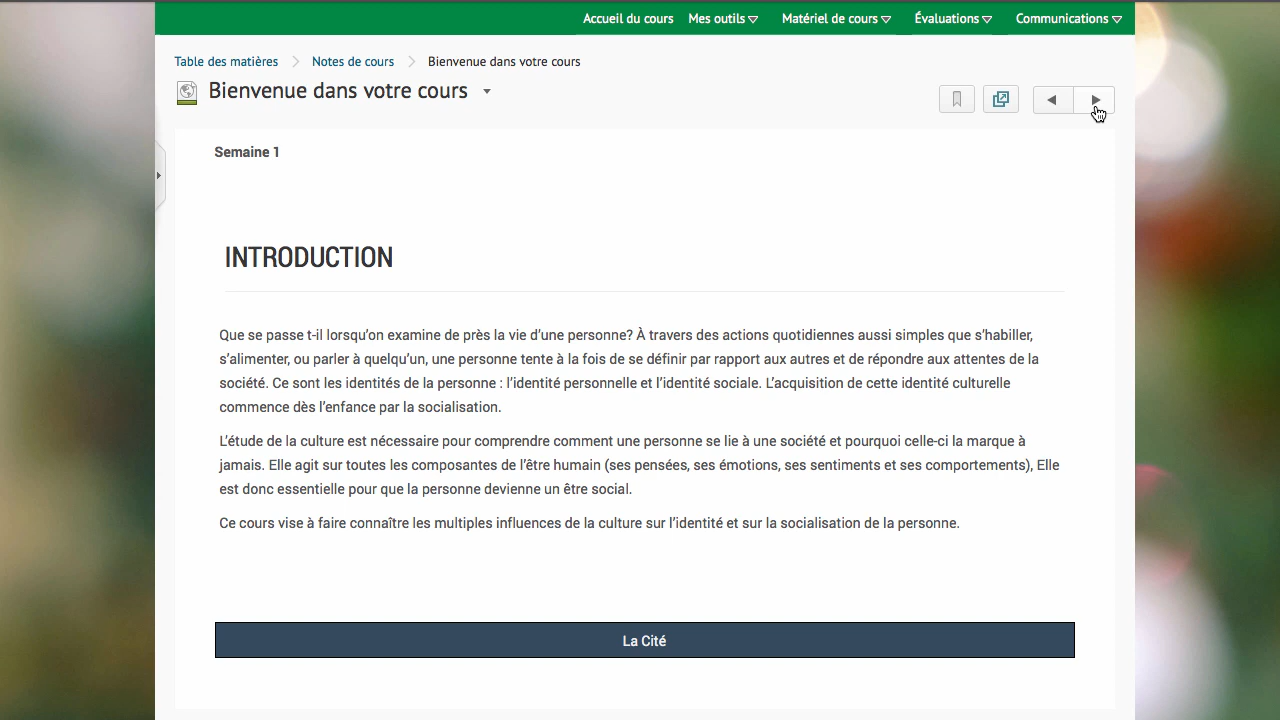 Accueil du cours Mes outils Matériel de cours Évaluations Communications
Table des matières Notes de cours Bienvenue dans votre cours
Bienvenue dans votre cours
Semaine 1
INTRODUCTION
Que se passe t-il lorsqu'on examine de près la vie d'une personne? À travers des actions quotidiennes aussi simples que s'habiller,
s'alimenter, ou parler à quelqu'un, une personne tente à la fois de se définir par rapport aux autres et de répondre aux attentes de la
société. Ce sont les identités de la personne : l'identité personnelle et l'identité sociale. L'acquisition de cette identité culturelle
commence dès l'enfance par la socialisation.
L'étude de la culture est nécessaire pour comprendre comment une personne se lie à une société et pourquoi celle-ci la marque à
jamais. Elle agit sur toutes les composantes de l'être humain (ses pensées, ses émotions, ses sentiments et ses comportements), Elle
est donc essentielle pour que la personne devienne un être social.
Ce cours vise à faire connaître les multiples influences de la culture sur l'identité et sur la socialisation de la personne.
La Cité